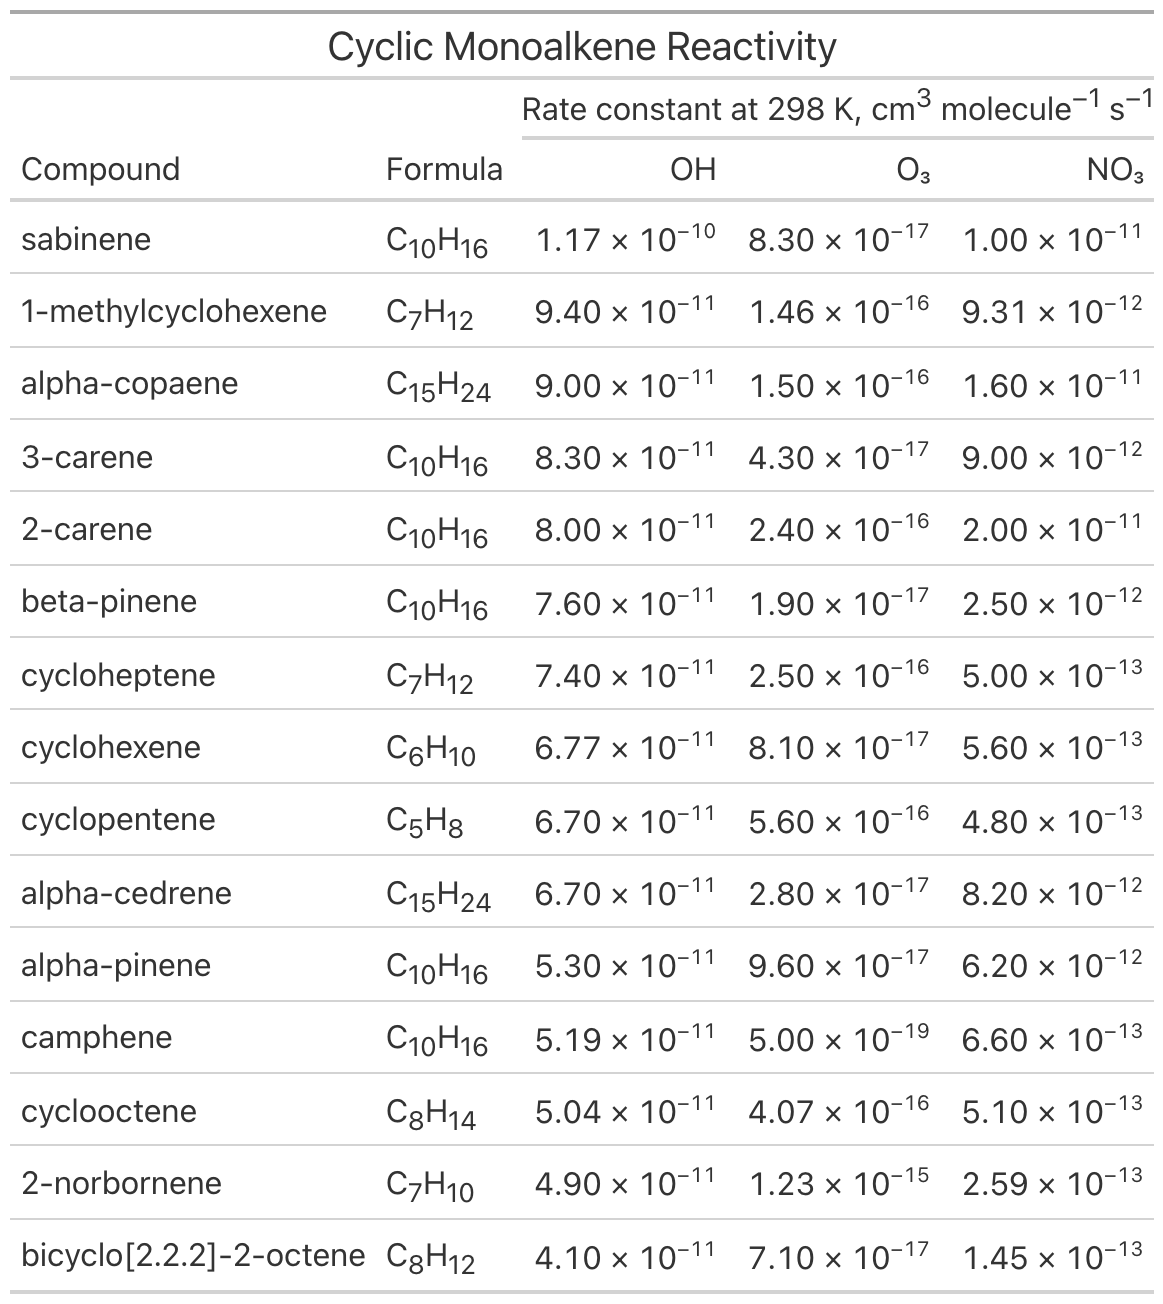 Cyclic Monoalkene Reactivity
Rate constant at 298 K, cm³ molecule⁻¹ s⁻¹
Compound Formula OH O₃ NO₃
sabinene C₁₀H₁₆ 1.17 × 10⁻¹⁰ 8.30 × 10⁻¹⁷ 1.00 × 10⁻¹¹
1-methylcyclohexene C₇H₁₂ 9.40 × 10⁻¹¹ 1.46 × 10⁻¹⁶ 9.31 × 10⁻¹²
alpha-copaene C₁₅H₂₄ 9.00 × 10⁻¹¹ 1.50 × 10⁻¹⁶ 1.60 × 10⁻¹¹
3-carene C₁₀H₁₆ 8.30 × 10⁻¹¹ 4.30 × 10⁻¹⁷ 9.00 × 10⁻¹²
2-carene C₁₀H₁₆ 8.00 × 10⁻¹¹ 2.40 × 10⁻¹⁶ 2.00 × 10⁻¹¹
beta-pinene C₁₀H₁₆ 7.60 × 10⁻¹¹ 1.90 × 10⁻¹⁷ 2.50 × 10⁻¹²
cycloheptene C₇H₁₂ 7.40 × 10⁻¹¹ 2.50 × 10⁻¹⁶ 5.00 × 10⁻¹³
cyclohexene C₆H₁₀ 6.77 × 10⁻¹¹ 8.10 × 10⁻¹⁷ 5.60 × 10⁻¹³
cyclopentene C₅H₈ 6.70 × 10⁻¹¹ 5.60 × 10⁻¹⁶ 4.80 × 10⁻¹³
alpha-cedrene C₁₅H₂₄ 6.70 × 10⁻¹¹ 2.80 × 10⁻¹⁷ 8.20 × 10⁻¹²
alpha-pinene C₁₀H₁₆ 5.30 × 10⁻¹¹ 9.60 × 10⁻¹⁷ 6.20 × 10⁻¹²
camphene C₁₀H₁₆ 5.19 × 10⁻¹¹ 5.00 × 10⁻¹⁹ 6.60 × 10⁻¹³
cyclooctene C₈H₁₄ 5.04 × 10⁻¹¹ 4.07 × 10⁻¹⁶ 5.10 × 10⁻¹³
2-norbornene C₇H₁₀ 4.90 × 10⁻¹¹ 1.23 × 10⁻¹⁵ 2.59 × 10⁻¹³
bicyclo[2.2.2]-2-octene C₈H₁₂ 4.10 × 10⁻¹¹ 7.10 × 10⁻¹⁷ 1.45 × 10⁻¹³